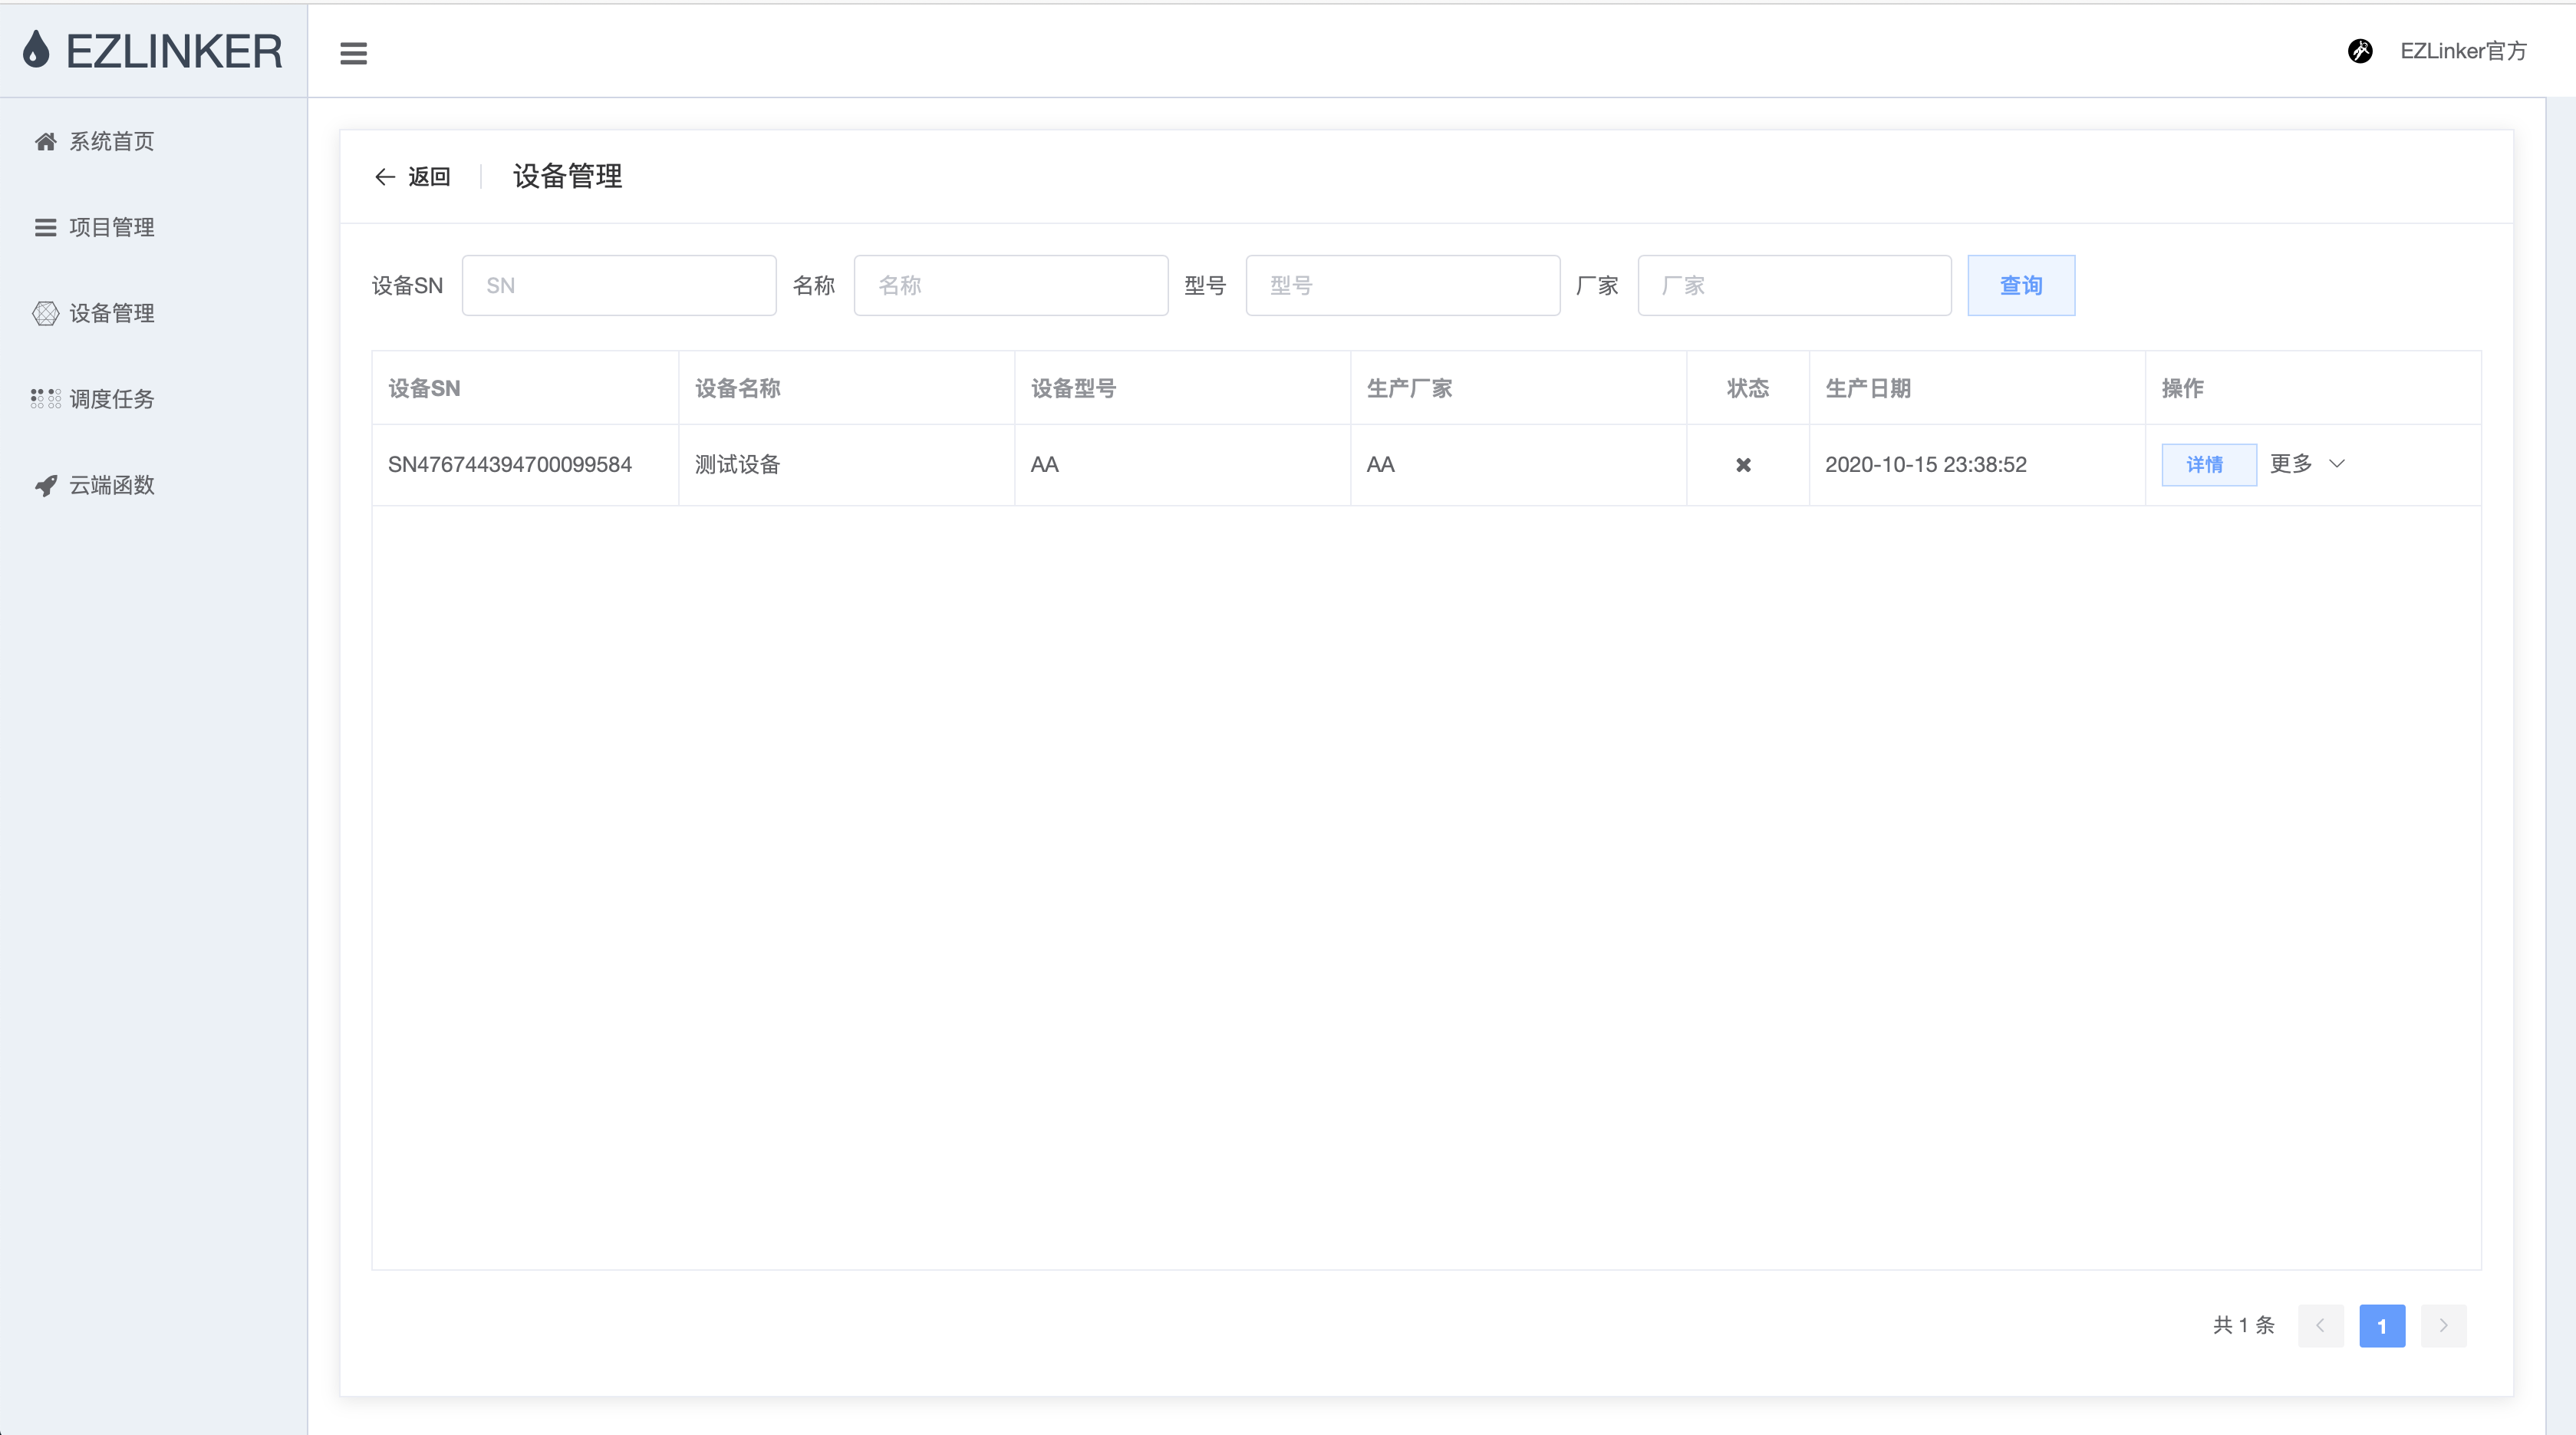 EZLINKER
EZLinker官方
系统首页
项目管理
设备管理
调度任务
云端函数
返回 设备管理
设备SN SN 名称 名称 型号 型号 厂家 厂家 查询
设备SN 设备名称 设备型号 生产厂家 状态 生产日期 操作
SN476744394700099584 测试设备 AA AA 2020-10-15 23:38:52 详情 更多
共 1 条 1